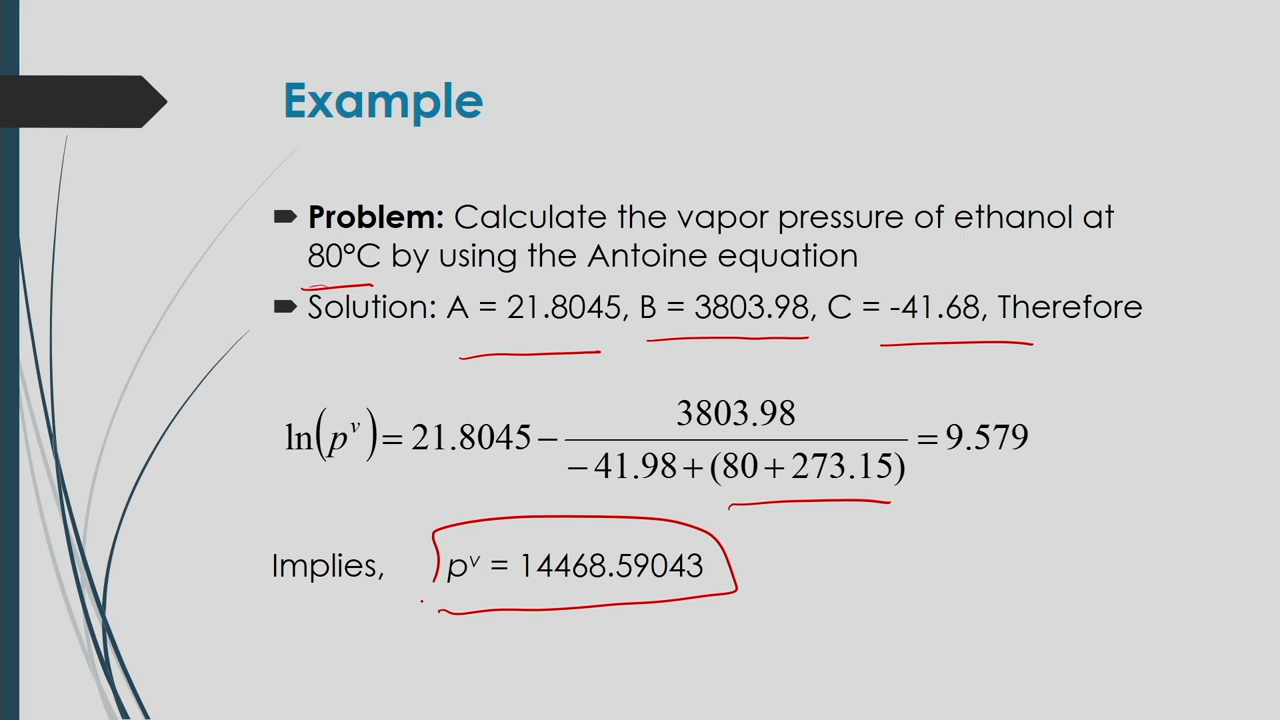 Example
Problem: Calculate the vapor pressure of ethanol at
80°C by using the Antoine equation
Solution: A = 21.8045, B = 3803.98, C = -41.68, Therefore
ln(pᵛ) = 21.8045 − 3803.98 / (−41.98 + (80 + 273.15)) = 9.579
Implies, pᵛ = 14468.59043